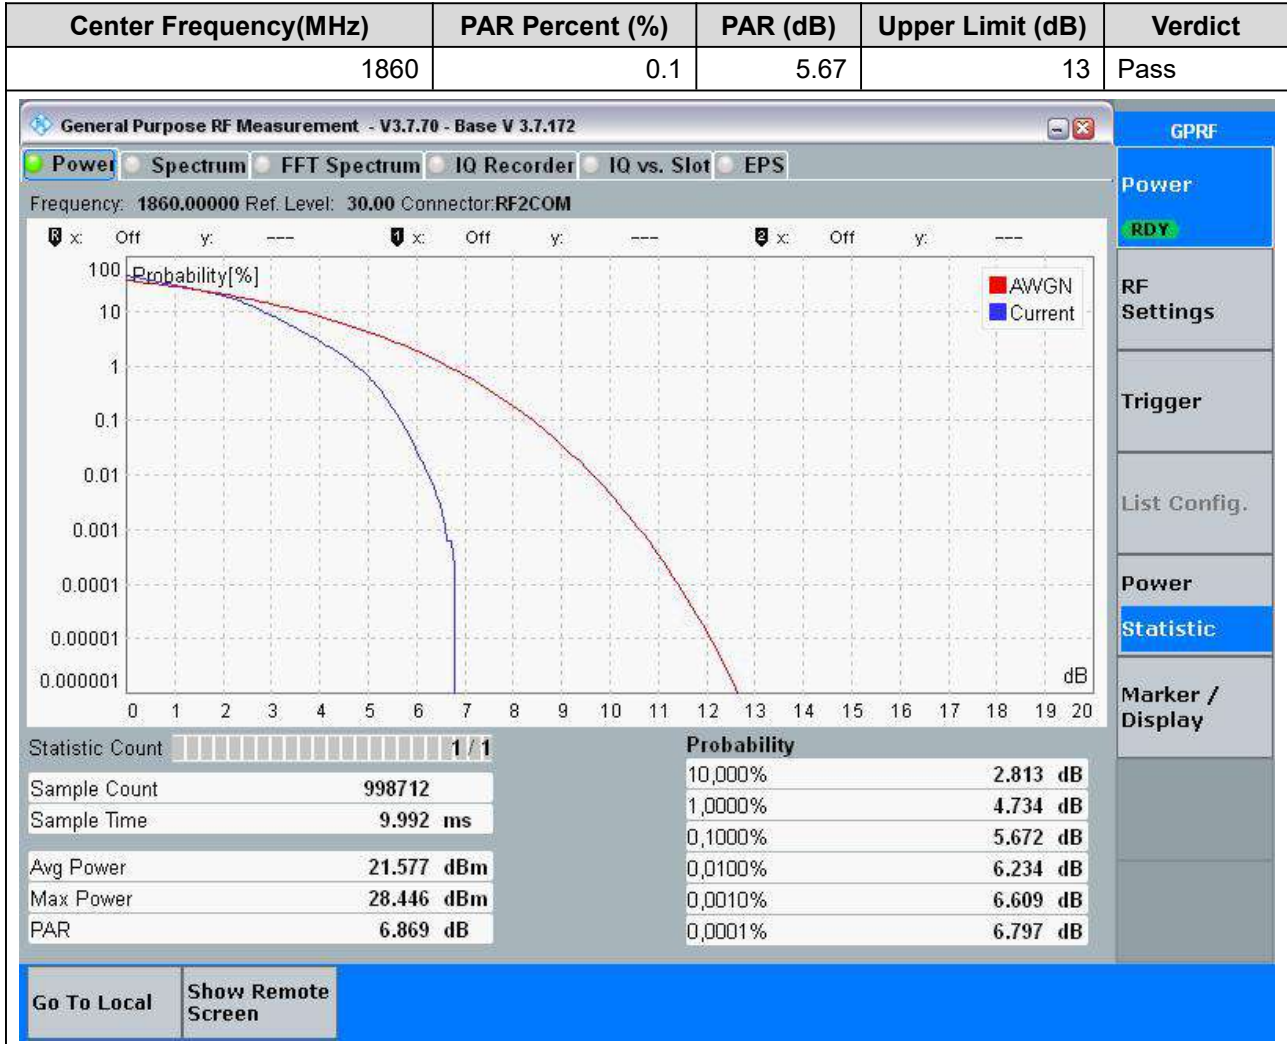 Center Frequency(MHz) PAR Percent (%) PAR (dB) Upper Limit (dB) Verdict
1860 0.1 5.67 13 Pass
General Purpose RF Measurement - V3.7.70 - Base V 3.7.172
GPRF
Power Spectrum FFT Spectrum IQ Recorder IQ vs. Slot EPS
Frequency: 1860.00000 Ref. Level: 30.00 Connector:RF2COM
R x: Off y: --- 1 x: Off y: --- 2 x: Off y: ---
Probability[%]
100
10
1
0.1
0.01
0.001
0.0001
0.00001
0.000001
AWGN
Current
dB
0 1 2 3 4 5 6 7 8 9 10 11 12 13 14 15 16 17 18 19 20
Statistic Count 1 / 1
Sample Count 998712
Sample Time 9.992 ms
Avg Power 21.577 dBm
Max Power 28.446 dBm
PAR 6.869 dB
Probability
10,000% 2.813 dB
1,0000% 4.734 dB
0,1000% 5.672 dB
0,0100% 6.234 dB
0,0010% 6.609 dB
0,0001% 6.797 dB
Power
RDY
RF
Settings
Trigger
List Config.
Power
Statistic
Marker /
Display
Go To Local
Show Remote
Screen